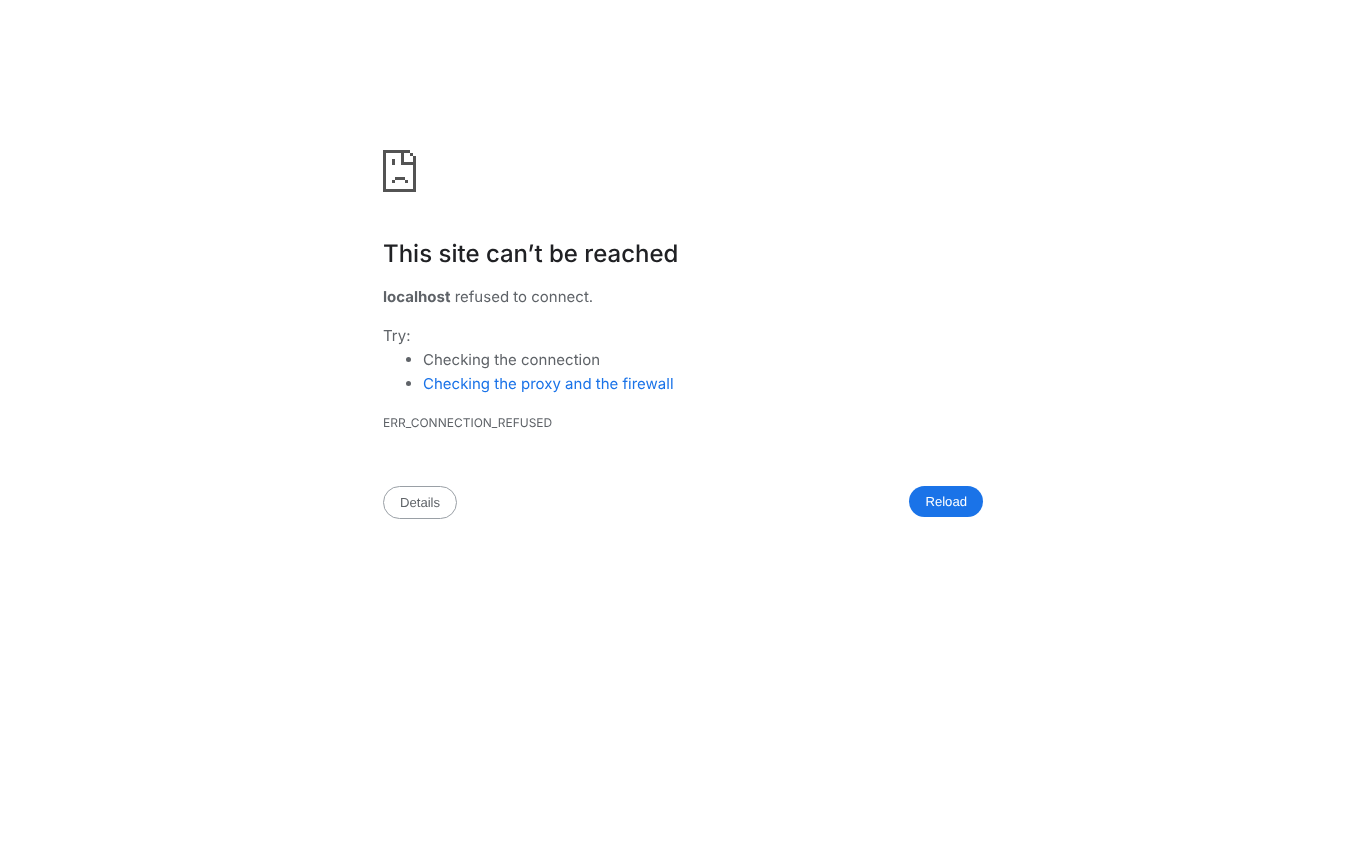 This site can’t be reached
localhost refused to connect.
Try:
Checking the connection
Checking the proxy and the firewall
ERR_CONNECTION_REFUSED
Details
Reload